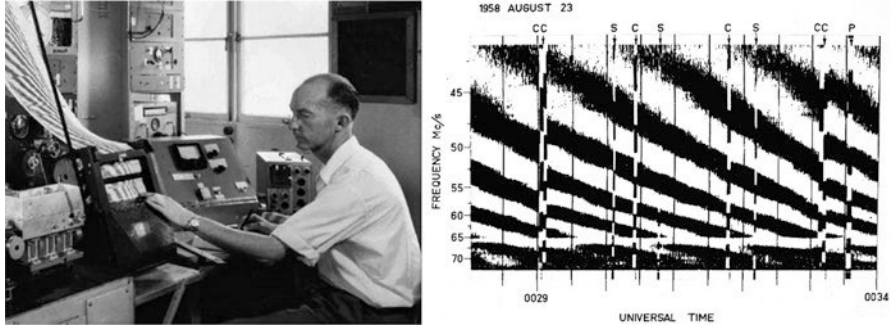 1958 AUGUST 23
CC S C S C S CC P
45
50
55
60
65
70
FREQUENCY Mc/s
0029 0034
UNIVERSAL TIME